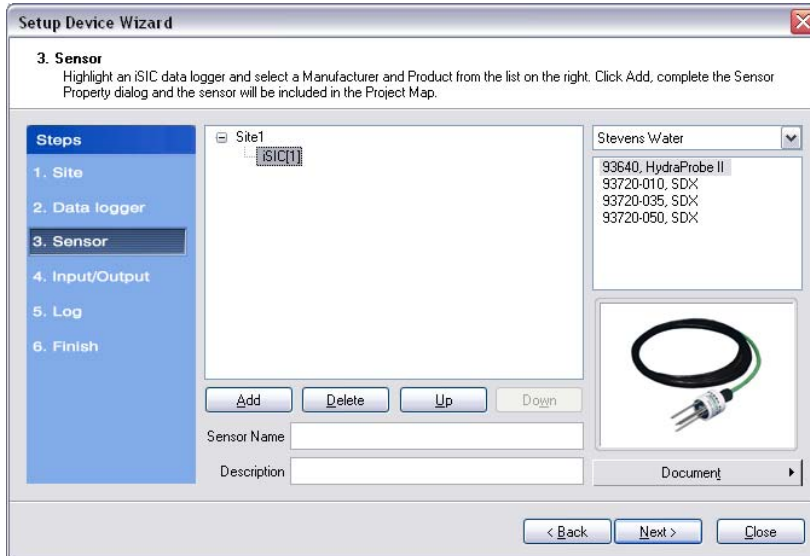 Setup Device Wizard
3. Sensor
Highlight an iSIC data logger and select a Manufacturer and Product from the list on the right. Click Add, complete the Sensor
Property dialog and the sensor will be included in the Project Map.
Steps
1. Site
2. Data logger
3. Sensor
4. Input/Output
5. Log
6. Finish
Site1
iSIC[1]
Stevens Water
93640, HydraProbe II
93720-010, SDX
93720-035, SDX
93720-050, SDX
Add
Delete
Up
Down
Sensor Name
Description
Document
< Back
Next >
Close